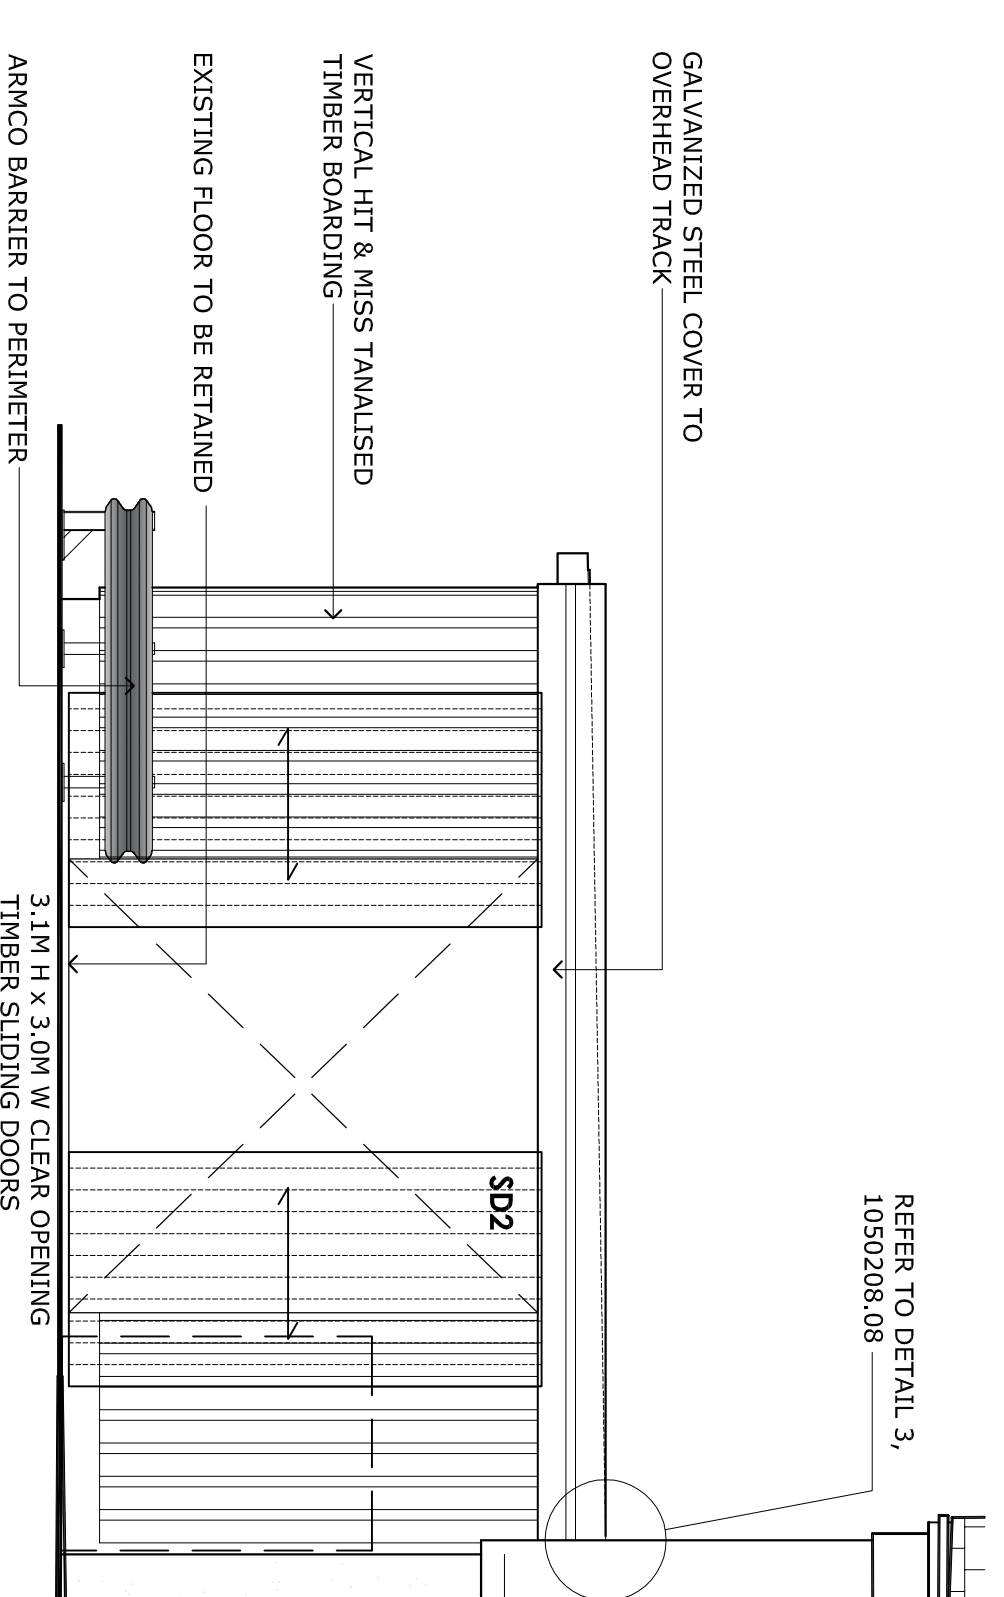 GALVANIZED STEEL COVER TO
OVERHEAD TRACK
VERTICAL HIT & MISS TANALISED
TIMBER BOARDING
EXISTING FLOOR TO BE RETAINED
ARMCO BARRIER TO PERIMETER
REFER TO DETAIL 3,
1050208.08
SD2
3.1M H x 3.0M W CLEAR OPENING
TIMBER SLIDING DOORS